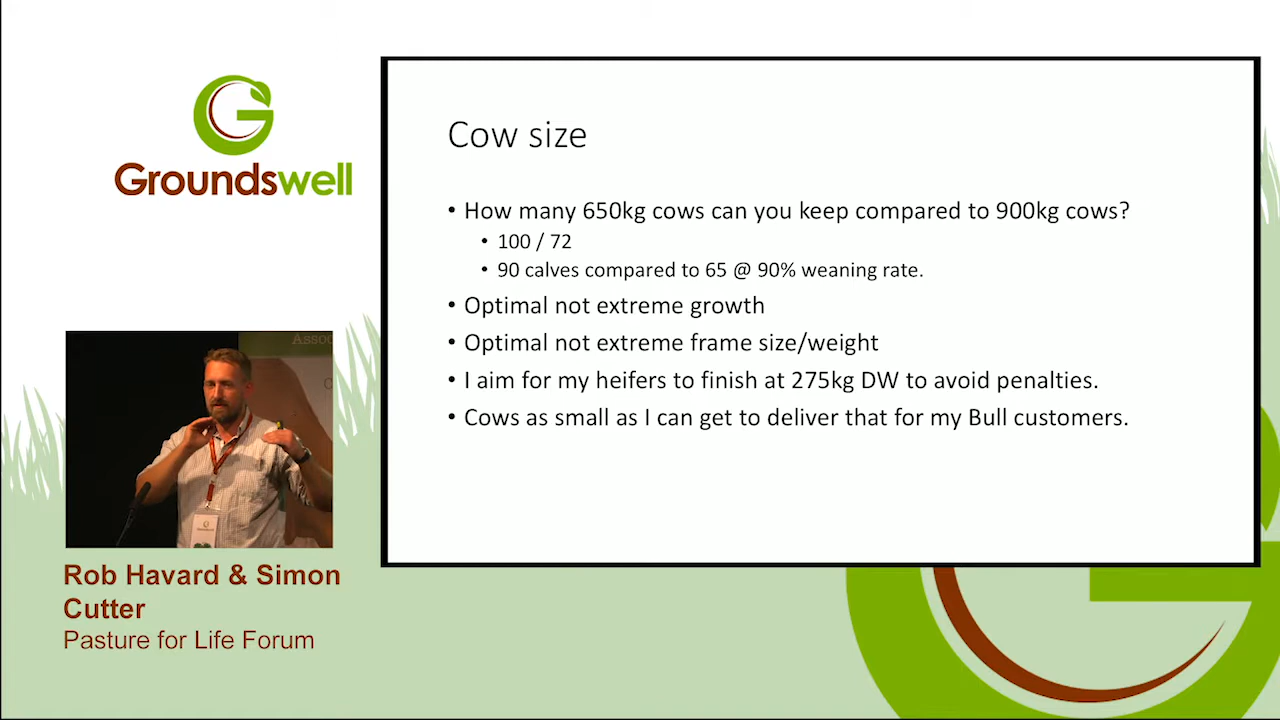 Groundswell
Cow size
• How many 650kg cows can you keep compared to 900kg cows?
• 100 / 72
• 90 calves compared to 65 @ 90% weaning rate.
• Optimal not extreme growth
• Optimal not extreme frame size/weight
• I aim for my heifers to finish at 275kg DW to avoid penalties.
• Cows as small as I can get to deliver that for my Bull customers.
Assoc
Rob Havard & Simon
Cutter
Pasture for Life Forum